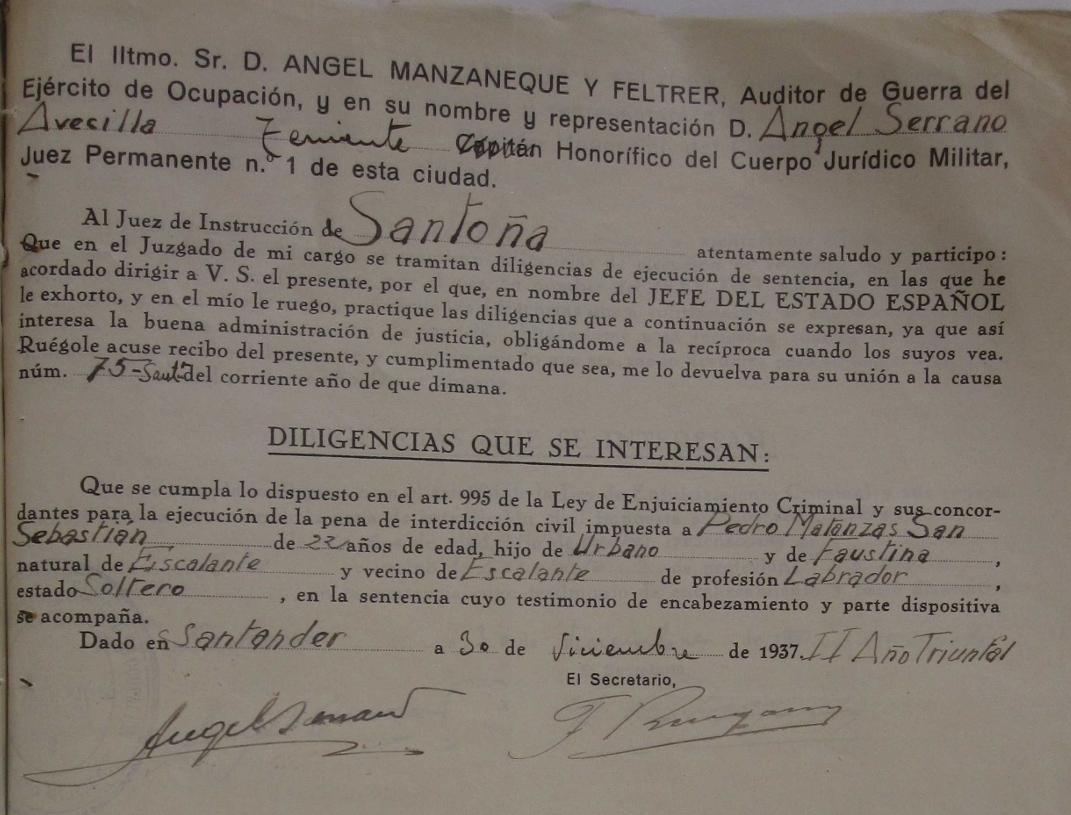 El Iltmo. Sr. D. ANGEL MANZANEQUE Y FELTRER, Auditor de Guerra del
Ejército de Ocupación, y en su nombre y representación D. Angel Serrano
Avecilla Teniente Capitán Honorífico del Cuerpo Jurídico Militar,
Juez Permanente n.º 1 de esta ciudad.
Al Juez de Instrucción de Santoña atentamente saludo y participo:
Que en el Juzgado de mi cargo se tramitan diligencias de ejecución de sentencia, en las que he
acordado dirigir a V. S. el presente, por el que, en nombre del JEFE DEL ESTADO ESPAÑOL
le exhorto, y en el mío le ruego, practique las diligencias que a continuación se expresan, ya que así
interesa la buena administración de justicia, obligándome a la recíproca cuando los suyos vea.
Ruégole acuse recibo del presente, y cumplimentado que sea, me lo devuelva para su unión a la causa
núm. 75-Santª del corriente año de que dimana.
DILIGENCIAS QUE SE INTERESAN:
Que se cumpla lo dispuesto en el art. 995 de la Ley de Enjuiciamiento Criminal y sus concor-
dantes para la ejecución de la pena de interdicción civil impuesta a Pedro Matanzas San
Sebastián de 22 años de edad, hijo de Urbano y de Faustina,
natural de Escalante y vecino de Escalante de profesión Labrador,
estado Soltero, en la sentencia cuyo testimonio de encabezamiento y parte dispositiva
se acompaña.
Dado en Santander a 30 de Diciembre de 1937. II Año Triunfal
El Secretario,
Angel Serrano